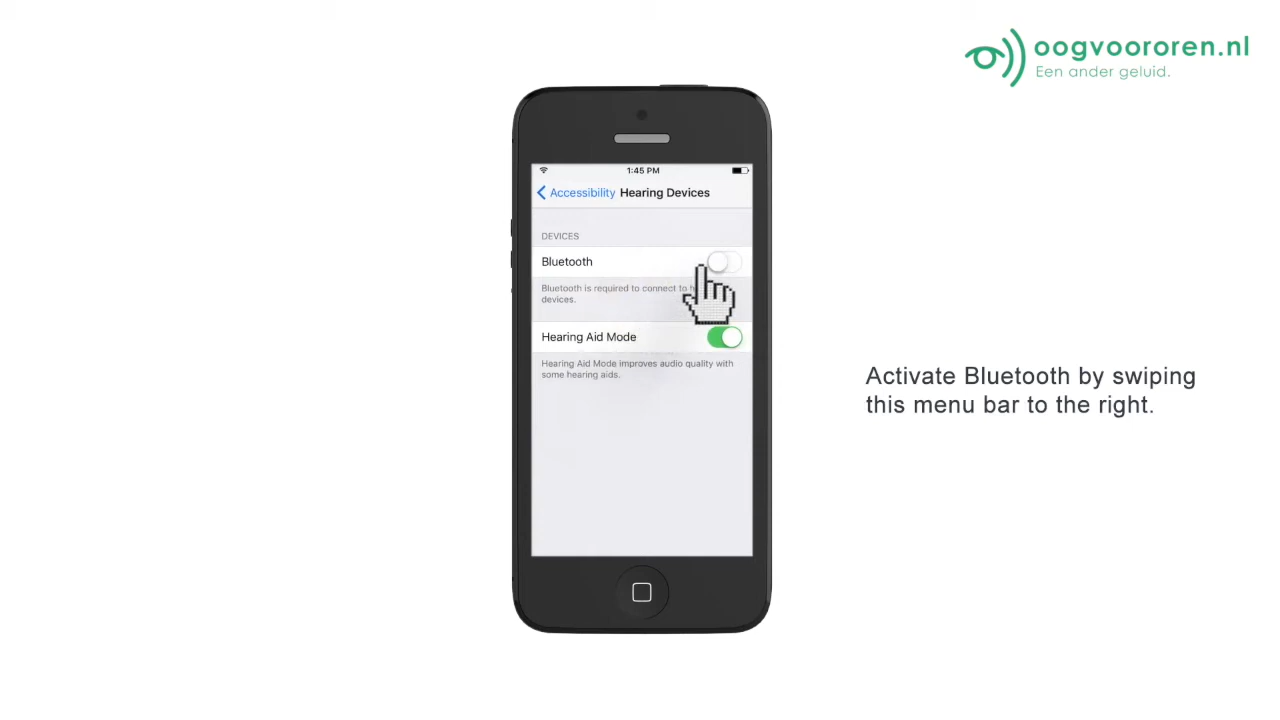 oogvoororen.nl
Een ander geluid.
1:45 PM
Accessibility Hearing Devices
DEVICES
Bluetooth
Bluetooth is required to connect to
devices.
Hearing Aid Mode
Hearing Aid Mode improves audio quality with
some hearing aids.
Activate Bluetooth by swiping
this menu bar to the right.